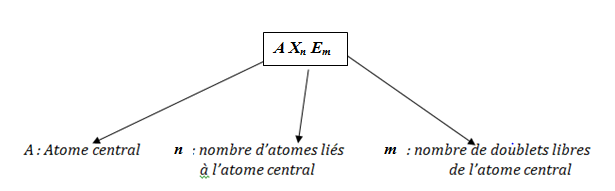 A Xn Em
A : Atome central
n : nombre d'atomes liés
à l'atome central
m : nombre de doublets libres
de l'atome central